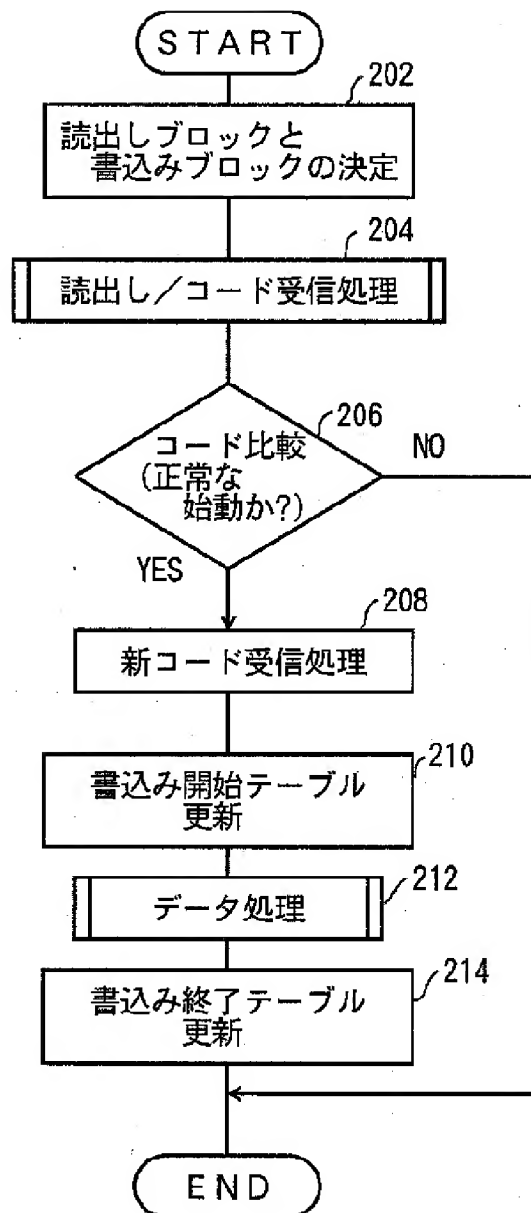 START
202
読出しブロックと
書込みブロックの決定
204
読出し／コード受信処理
206
コード比較
(正常な
始動か?)
NO
YES
208
新コード受信処理
210
書込み開始テーブル
更新
212
データ処理
214
書込み終了テーブル
更新
END